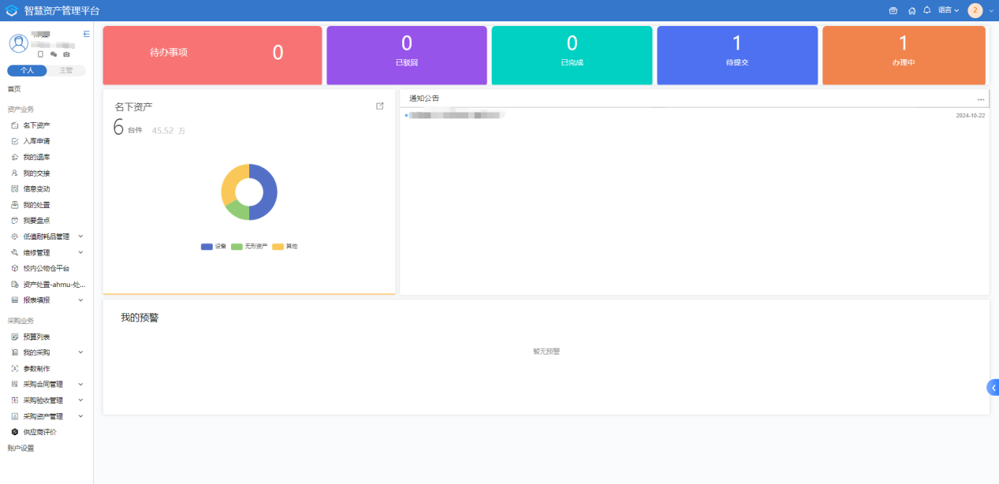 智慧资产管理平台
语言
2
个人 主管
首页
资产业务
名下资产
入库申请
我的退库
我的交接
信息变动
我的处置
我要盘点
低值耐耗品管理
维修管理
校内公物仓平台
资产处置-ahmu-处...
报表填报
采购业务
预算列表
我的采购
参数制作
采购合同管理
采购验收管理
采购资产管理
供应商评价
账户设置
待办事项 0
0
已驳回
0
已完成
1
待提交
1
办理中
名下资产
6 台件 45.52 万
设备 无形资产 其他
通知公告
...
2024-10-22
我的预警
暂无预警